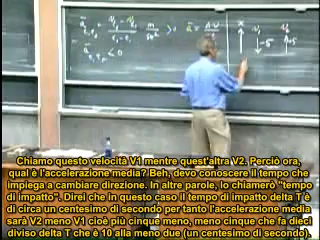 Chiamo questo velocità V1 mentre quest'altra V2. Perciò ora,
qual è l'accelerazione media? Beh, devo conoscere il tempo che
impiega a cambiare direzione. In altre parole, lo chiamerò "tempo
di impatto". Direi che in questo caso il tempo di impatto delta T è
di circa un centesimo di secondo per tanto l'accelerazione media
sarà V2 meno V1 cioè più cinque meno, meno cinque che fa dieci
diviso delta T che è 10 alla meno due (un centesimo di secondo).